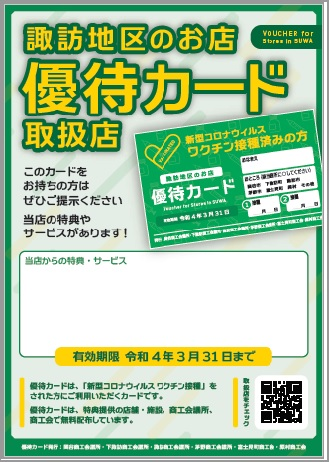 諏訪地区のお店
VOUCHER for
Stores in SUWA
優待カード
取扱店
このカードを
お持ちの方は
ぜひご提示ください
当店の特典や
サービスがあります！
新型コロナウイルス
ワクチン接種済みの方
諏訪地区のお店
優待カード
Voucher for Stores in SUWA
有効期限 令和4年3月31日
お名前
1
月 日
2
月 日
当店からの特典・サービス
有効期限 令和4年3月31日まで
優待カードは、「新型コロナウイルスワクチン接種」を
された方にご利用いただくカードです。
優待カードは、特典提供の店舗・施設、商工会議所、
商工会で無料配布しています。
取扱店を
チェック
優待カード発行：岡谷商工会議所・下諏訪商工会議所・諏訪商工会議所・茅野商工会議所・富士見町商工会・原村商工会